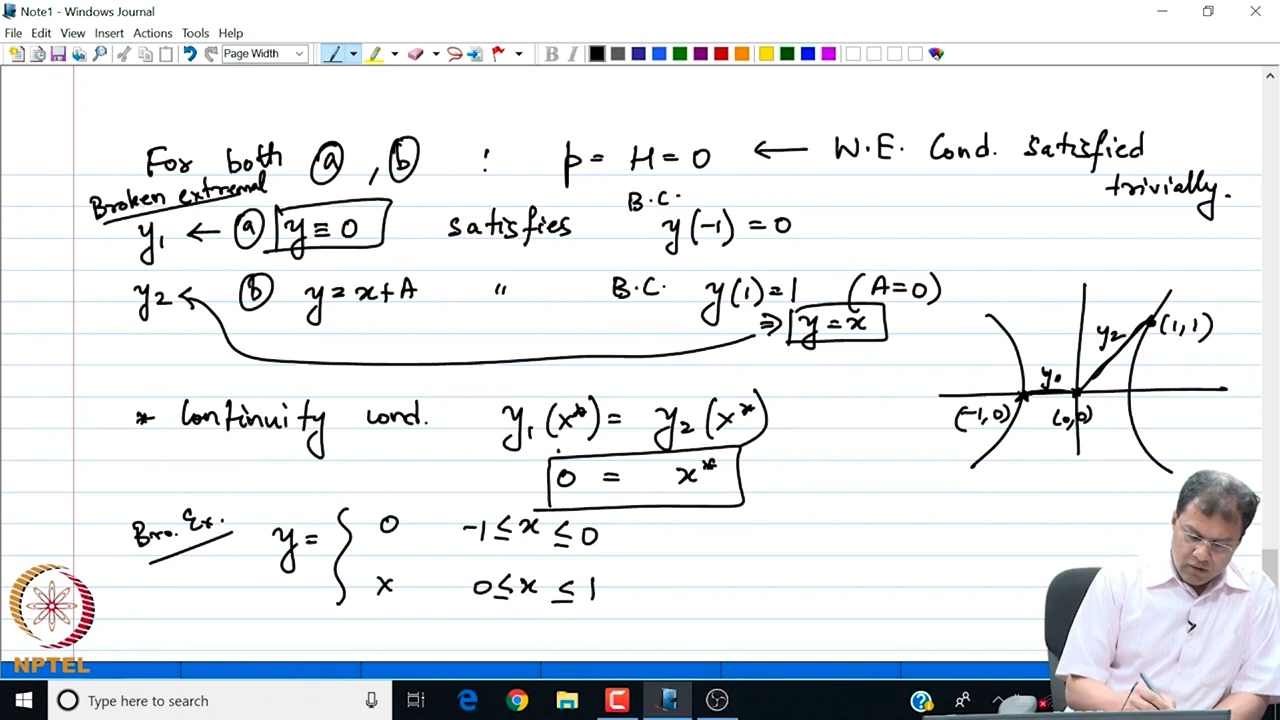 Note1 - Windows Journal
File Edit View Insert Actions Tools Help
Page Width
B I
For both (a), (b) : p = H = 0 ← W.E. Cond. satisfied trivially.
Broken extremal
y₁ ← (a) y ≡ 0 satisfies B.C. y(-1) = 0
y₂ ← (b) y = x + A " B.C. y(1) = 1 (A = 0)
⇒ y = x
y₂ (1, 1)
y₁
(-1, 0) (0, 0)
* Continuity cond. y₁(x*) = y₂(x*)
0 = x*
Bro. Ex. y = { 0 -1 ≤ x ≤ 0
x 0 ≤ x ≤ 1
NPTEL
Type here to search